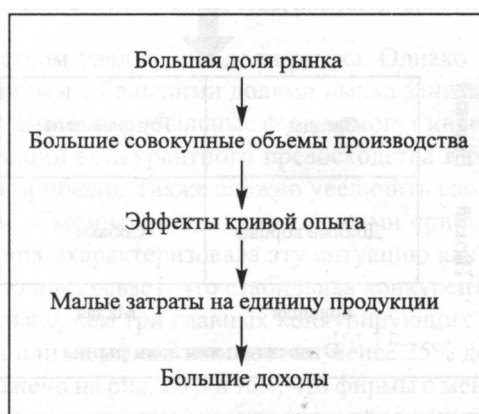 Большая доля рынка
Большие совокупные объемы производства
Эффекты кривой опыта
Малые затраты на единицу продукции
Большие доходы